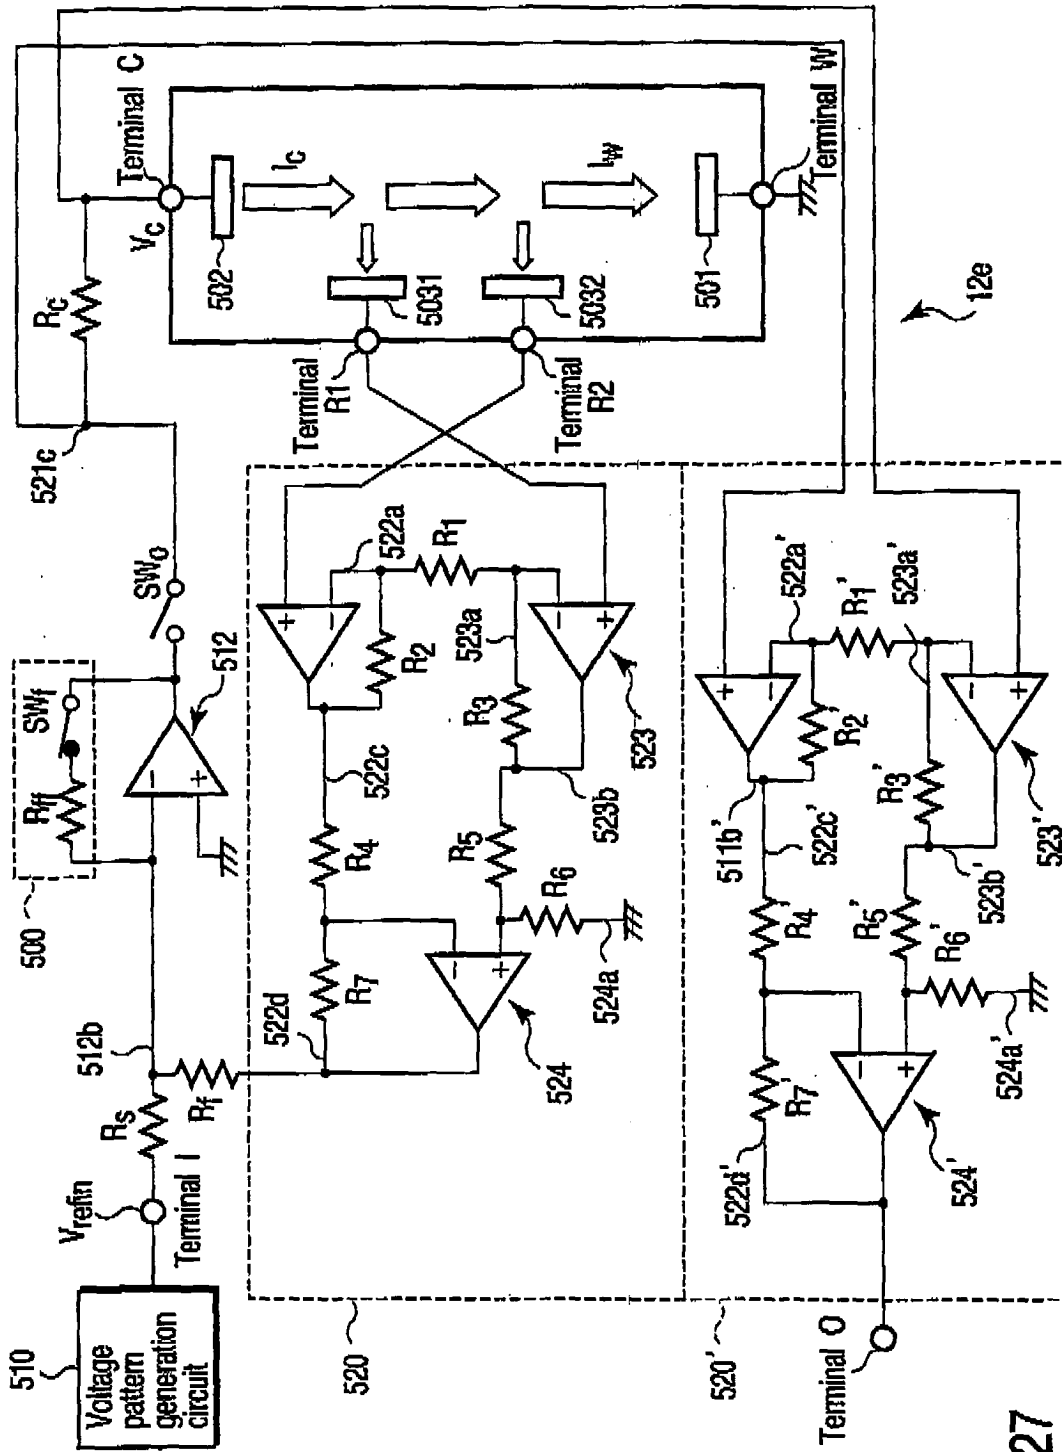 510
Voltage
pattern
generation
circuit
Vrefin
Terminal I
Rs
512b
Rf
500
Rff
SWf
−
+
512
SWo
521c
Rc
Terminal C
Vc
502
Ic
5031
5032
Iw
501
Terminal W
Terminal
R1
Terminal
R2
12e
520
+
−
522a
R1
R2
522c
523a
R3
−
+
523
523b
R4
R5
R6
R7
522d
−
+
524
524a
520'
+
−
522a'
R1'
523a'
R2'
511b'
522c'
R3'
−
+
523'
523b'
R4'
R5'
R6'
R7'
522d'
−
+
524'
524a'
Terminal O
27